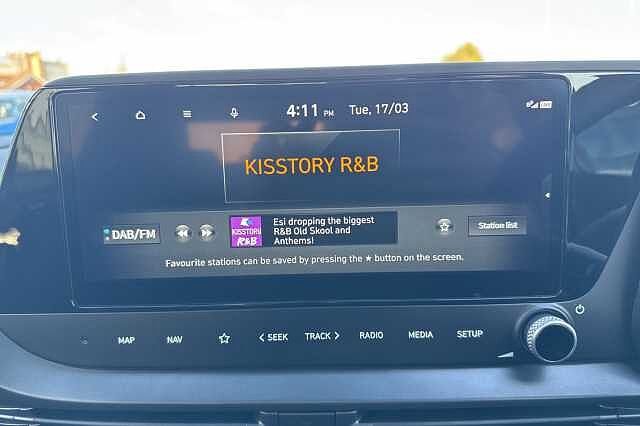 4:11 PM Tue, 17/03
KISSTORY R&B
DAB/FM
KISSTORY
R&B
Esi dropping the biggest
R&B Old Skool and
Anthems!
Station list
Favourite stations can be saved by pressing the ★ button on the screen.
MAP NAV SEEK TRACK RADIO MEDIA SETUP